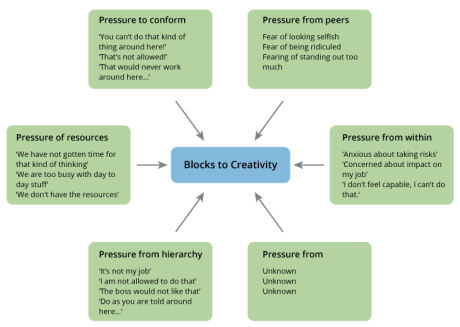 Pressure to conform
‘You can’t do that kind of
thing around here!’
‘That’s not allowed!’
‘That would never work
around here...’
Pressure from peers
Fear of looking selfish
Fear of being ridiculed
Fearing of standing out too
much
Pressure of resources
‘We have not gotten time for
that kind of thinking’
‘We are too busy with day to
day stuff’
‘We don’t have the resources’
Blocks to Creativity
Pressure from within
‘Anxious about taking risks’
‘Concerned about impact on
my job’
‘I don’t feel capable, I can’t do
that.’
Pressure from hierarchy
‘It’s not my job’
‘I am not allowed to do that’
‘The boss would not like that’
‘Do as you are told around
here...’
Pressure from
Unknown
Unknown
Unknown